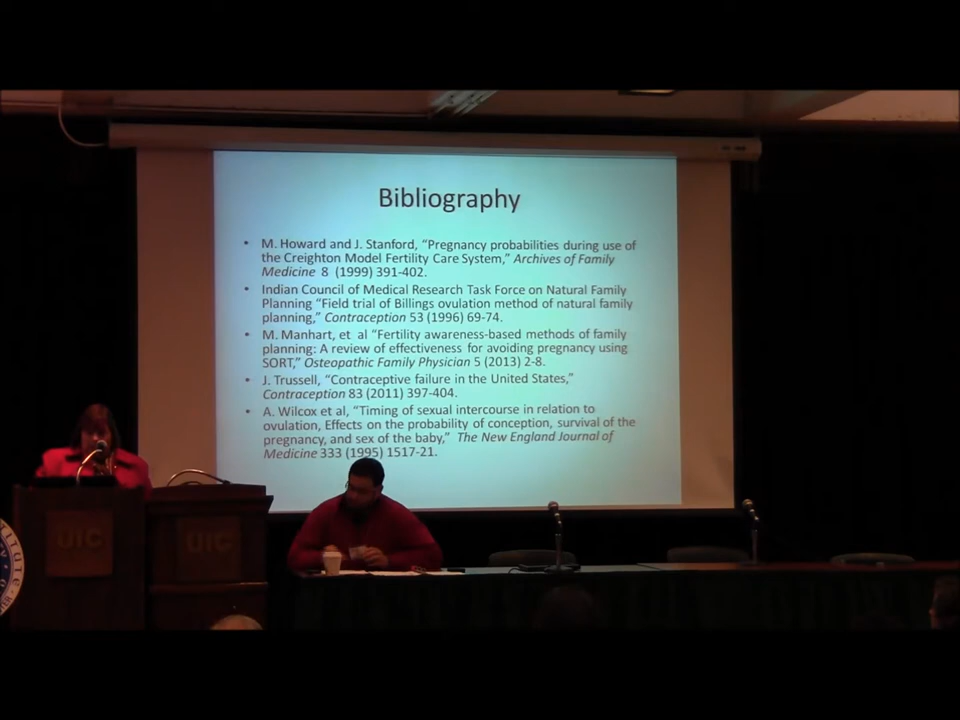 Bibliography
• M. Howard and J. Stanford, “Pregnancy probabilities during use of
the Creighton Model Fertility Care System,” Archives of Family
Medicine 8 (1999) 391-402.
• Indian Council of Medical Research Task Force on Natural Family
Planning “Field trial of Billings ovulation method of natural family
planning,” Contraception 53 (1996) 69-74.
• M. Manhart, et al “Fertility awareness-based methods of family
planning: A review of effectiveness for avoiding pregnancy using
SORT,” Osteopathic Family Physician 5 (2013) 2-8.
• J. Trussell, “Contraceptive failure in the United States,”
Contraception 83 (2011) 397-404.
• A. Wilcox et al, “Timing of sexual intercourse in relation to
ovulation, Effects on the probability of conception, survival of the
pregnancy, and sex of the baby,” The New England Journal of
Medicine 333 (1995) 1517-21.
UIC
UIC